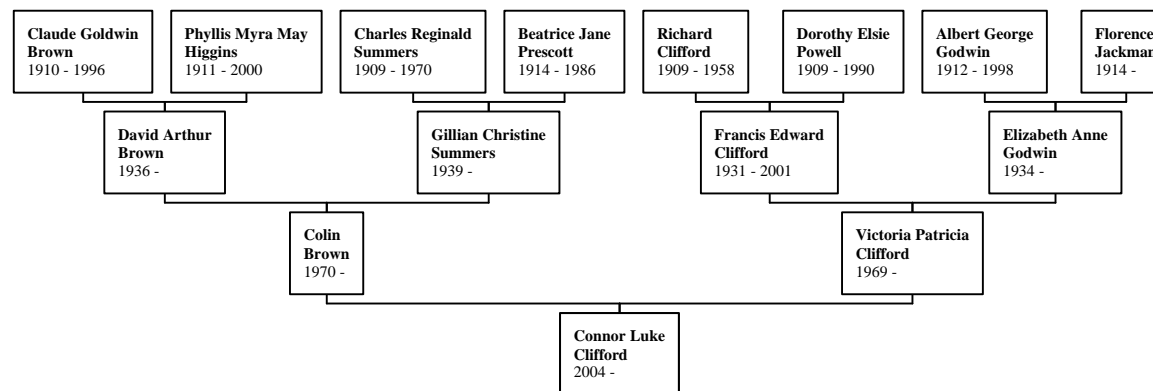 Claude Goldwin
Brown
1910 - 1996
Phyllis Myra May
Higgins
1911 - 2000
Charles Reginald
Summers
1909 - 1970
Beatrice Jane
Prescott
1914 - 1986
Richard
Clifford
1909 - 1958
Dorothy Elsie
Powell
1909 - 1990
Albert George
Godwin
1912 - 1998
Florence
Jackman
1914 -
David Arthur
Brown
1936 -
Gillian Christine
Summers
1939 -
Francis Edward
Clifford
1931 - 2001
Elizabeth Anne
Godwin
1934 -
Colin
Brown
1970 -
Victoria Patricia
Clifford
1969 -
Connor Luke
Clifford
2004 -